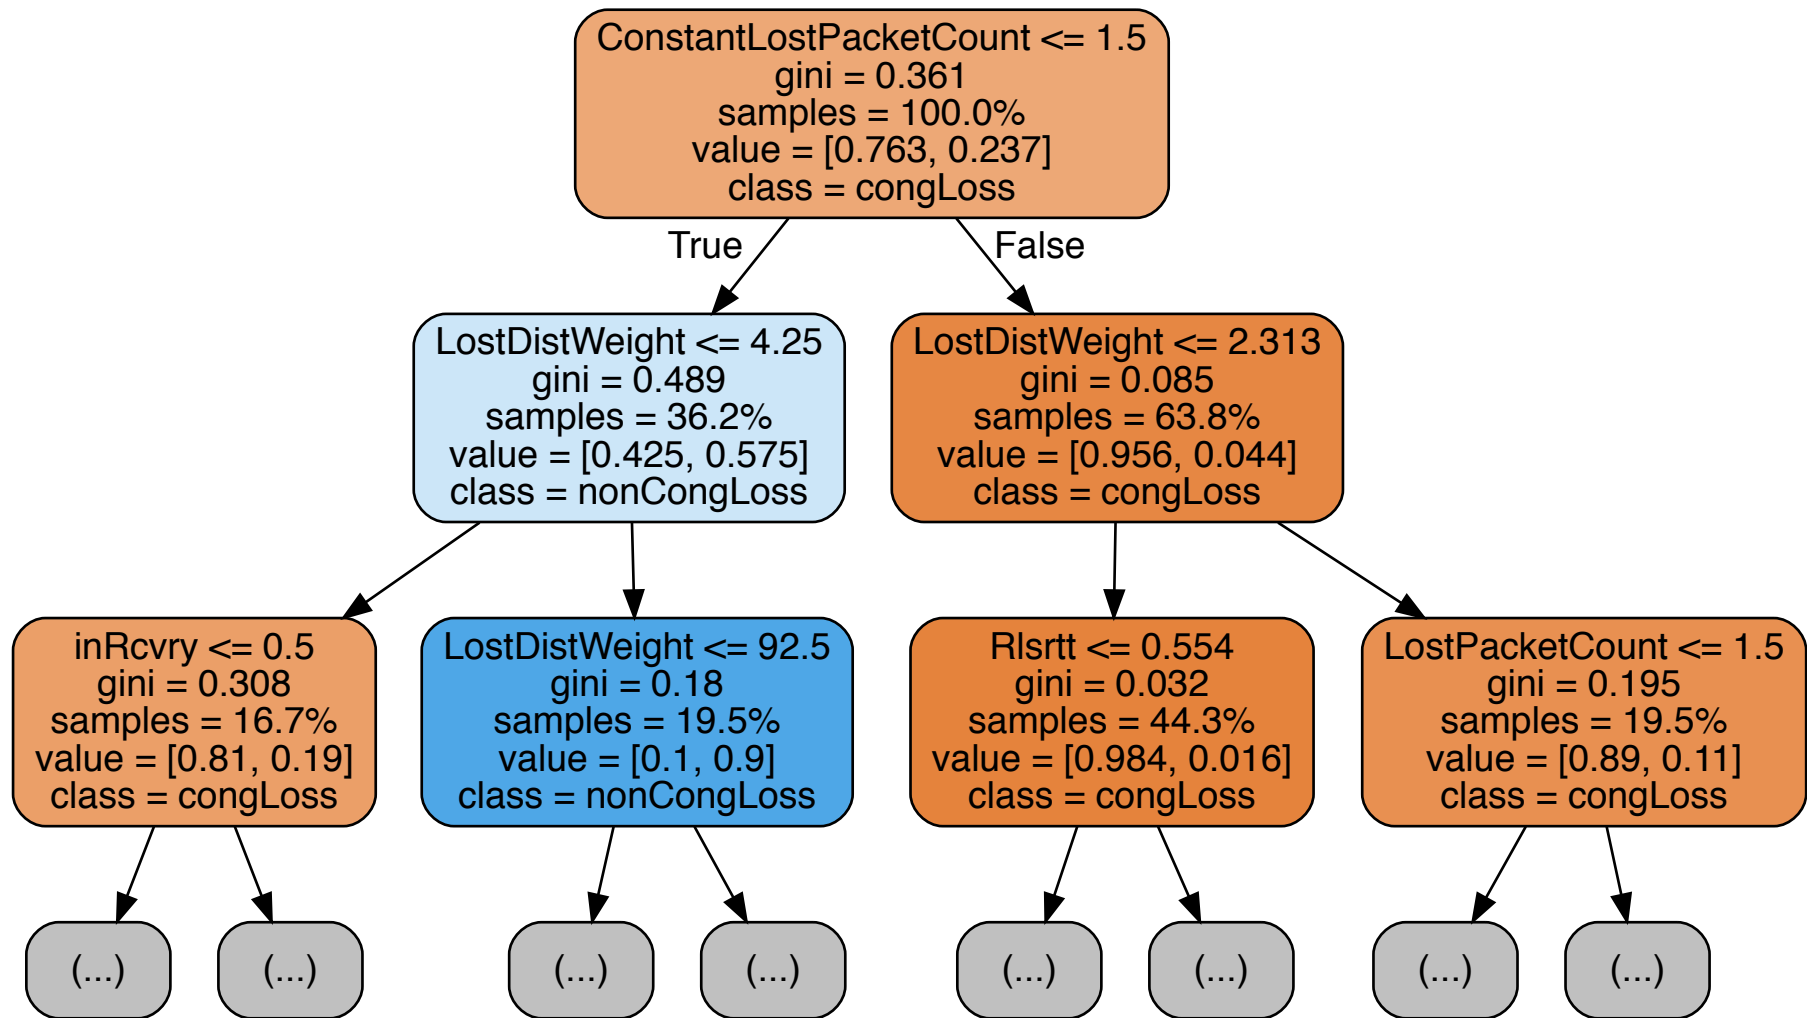 ConstantLostPacketCount <= 1.5
gini = 0.361
samples = 100.0%
value = [0.763, 0.237]
class = congLoss
True
False
LostDistWeight <= 4.25
gini = 0.489
samples = 36.2%
value = [0.425, 0.575]
class = nonCongLoss
LostDistWeight <= 2.313
gini = 0.085
samples = 63.8%
value = [0.956, 0.044]
class = congLoss
inRcvry <= 0.5
gini = 0.308
samples = 16.7%
value = [0.81, 0.19]
class = congLoss
LostDistWeight <= 92.5
gini = 0.18
samples = 19.5%
value = [0.1, 0.9]
class = nonCongLoss
Rlsrtt <= 0.554
gini = 0.032
samples = 44.3%
value = [0.984, 0.016]
class = congLoss
LostPacketCount <= 1.5
gini = 0.195
samples = 19.5%
value = [0.89, 0.11]
class = congLoss
(...)
(...)
(...)
(...)
(...)
(...)
(...)
(...)